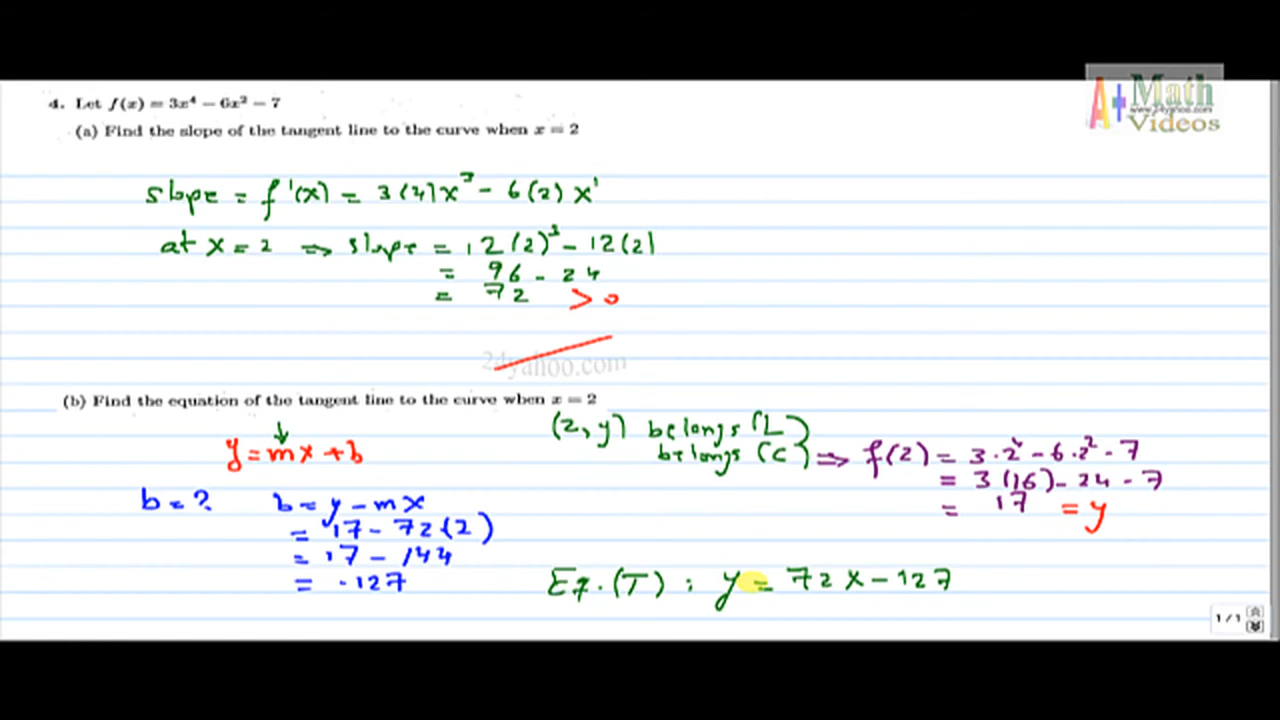 A+ Math
www.24yahoo.com
Videos
4. Let f(x) = 3x⁴ − 6x² − 7
(a) Find the slope of the tangent line to the curve when x = 2
slope = f'(x) = 3(4)x³ - 6(2)x'
at x = 2 ⇒ slope = 12(2)³ - 12(2)
= 96 - 24
= 72 > 0
24yahoo.com
(b) Find the equation of the tangent line to the curve when x = 2
(2, y) belongs (L)
belongs (C) ⇒ f(2) = 3·2⁴ - 6·2² - 7
= 3(16) - 24 - 7
= 17 = y
↓
y = mx + b
b = ? b = y - mx
= 17 - 72(2)
= 17 - 144
= -127
Eq.(T) : y = 72x - 127
1 / 1